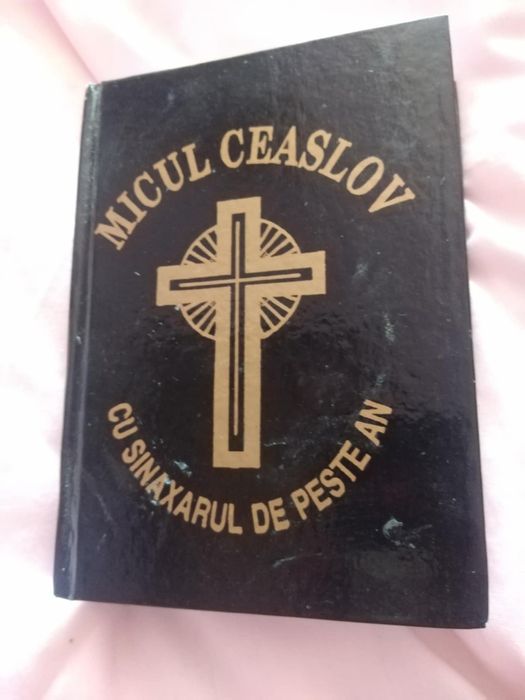 MICUL CEASLOV
CU SINAXARUL DE PESTE AN